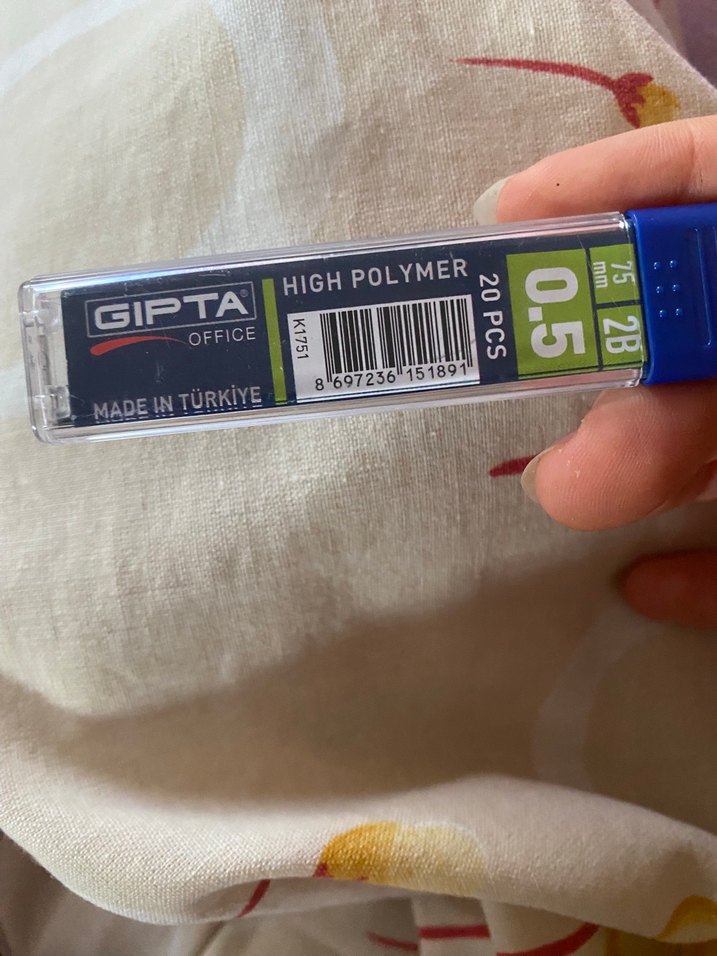 GIPTA®
OFFICE
MADE IN TÜRKİYE
HIGH POLYMER
K1751
8 697236 151891
20 PCS
0.5
75
mm
2B